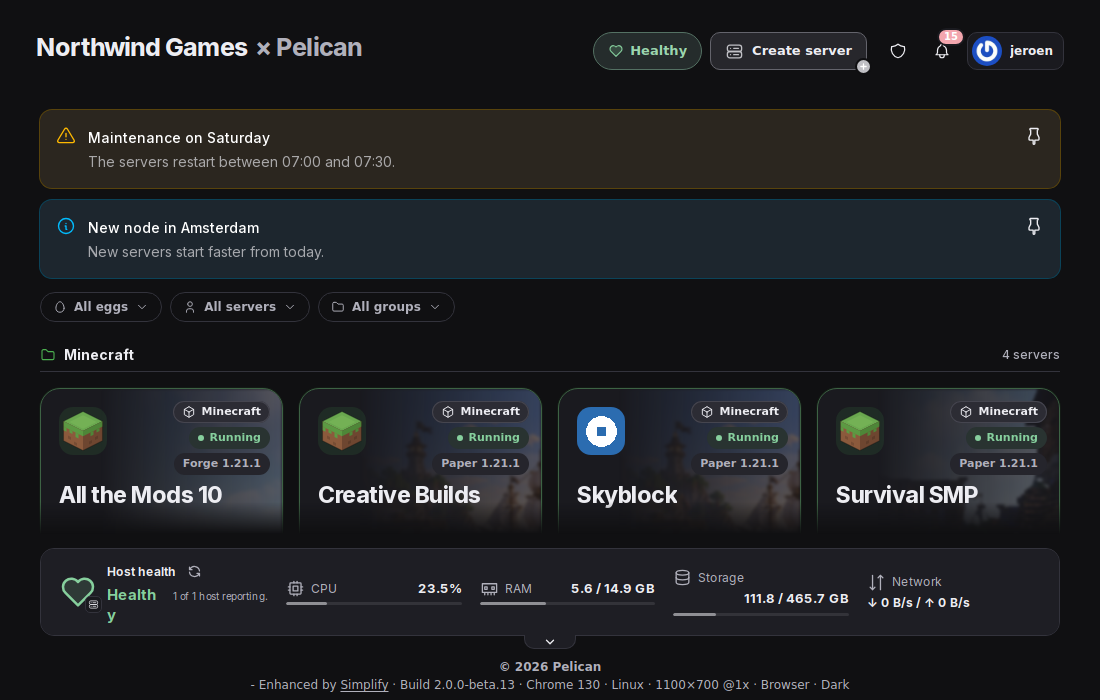 Northwind Games × Pelican
Healthy
Create server
15
jeroen
Maintenance on Saturday
The servers restart between 07:00 and 07:30.
New node in Amsterdam
New servers start faster from today.
All eggs
All servers
All groups
Minecraft
4 servers
Minecraft
Running
Forge 1.21.1
All the Mods 10
Minecraft
Running
Paper 1.21.1
Creative Builds
Minecraft
Running
Paper 1.21.1
Skyblock
Minecraft
Running
Paper 1.21.1
Survival SMP
Host health
Health
y
1 of 1 host reporting.
CPU
23.5%
RAM
5.6 / 14.9 GB
Storage
111.8 / 465.7 GB
Network
↓ 0 B/s / ↑ 0 B/s
© 2026 Pelican
- Enhanced by Simplify · Build 2.0.0-beta.13 · Chrome 130 · Linux · 1100×700 @1x · Browser · Dark